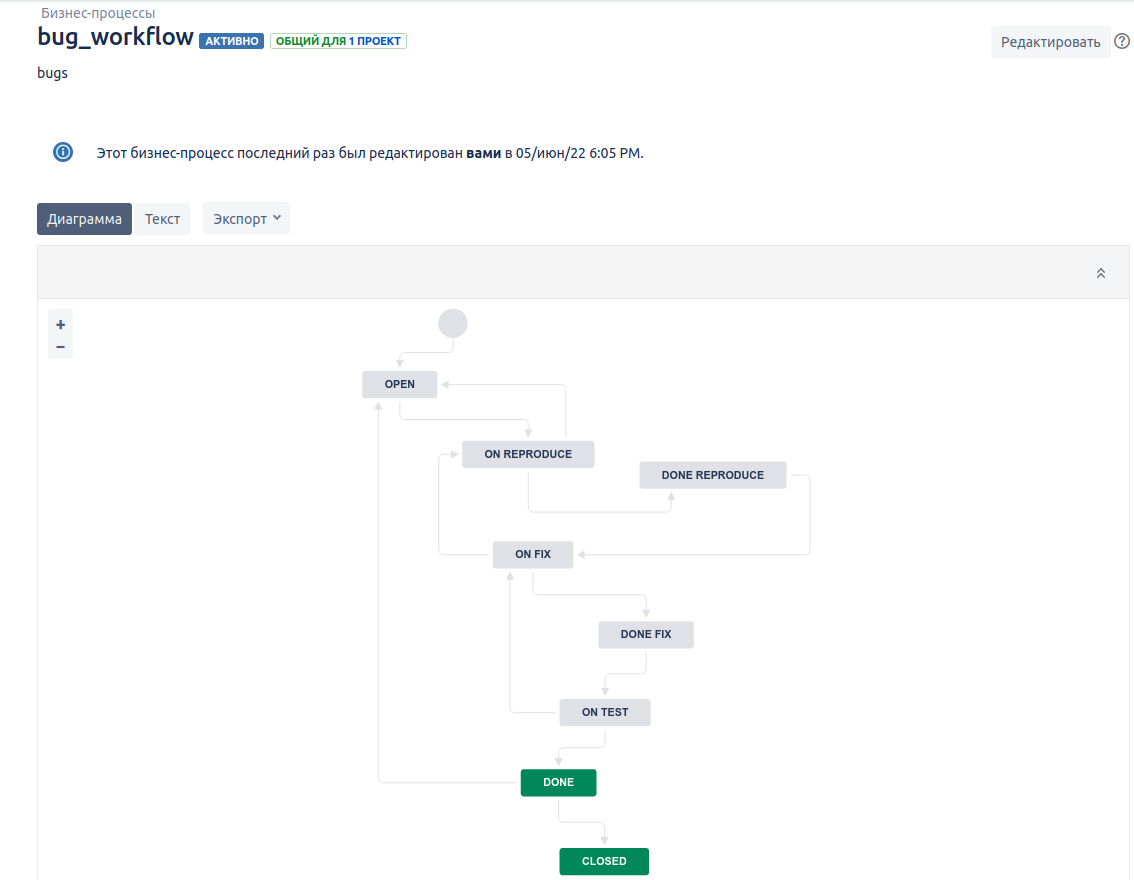 Бизнес-процессы
bug_workflow АКТИВНО ОБЩИЙ ДЛЯ 1 ПРОЕКТ
Редактировать ?
bugs
Этот бизнес-процесс последний раз был редактирован вами в 05/июн/22 6:05 PM.
Диаграмма Текст Экспорт
+
−
OPEN
ON REPRODUCE
DONE REPRODUCE
ON FIX
DONE FIX
ON TEST
DONE
CLOSED